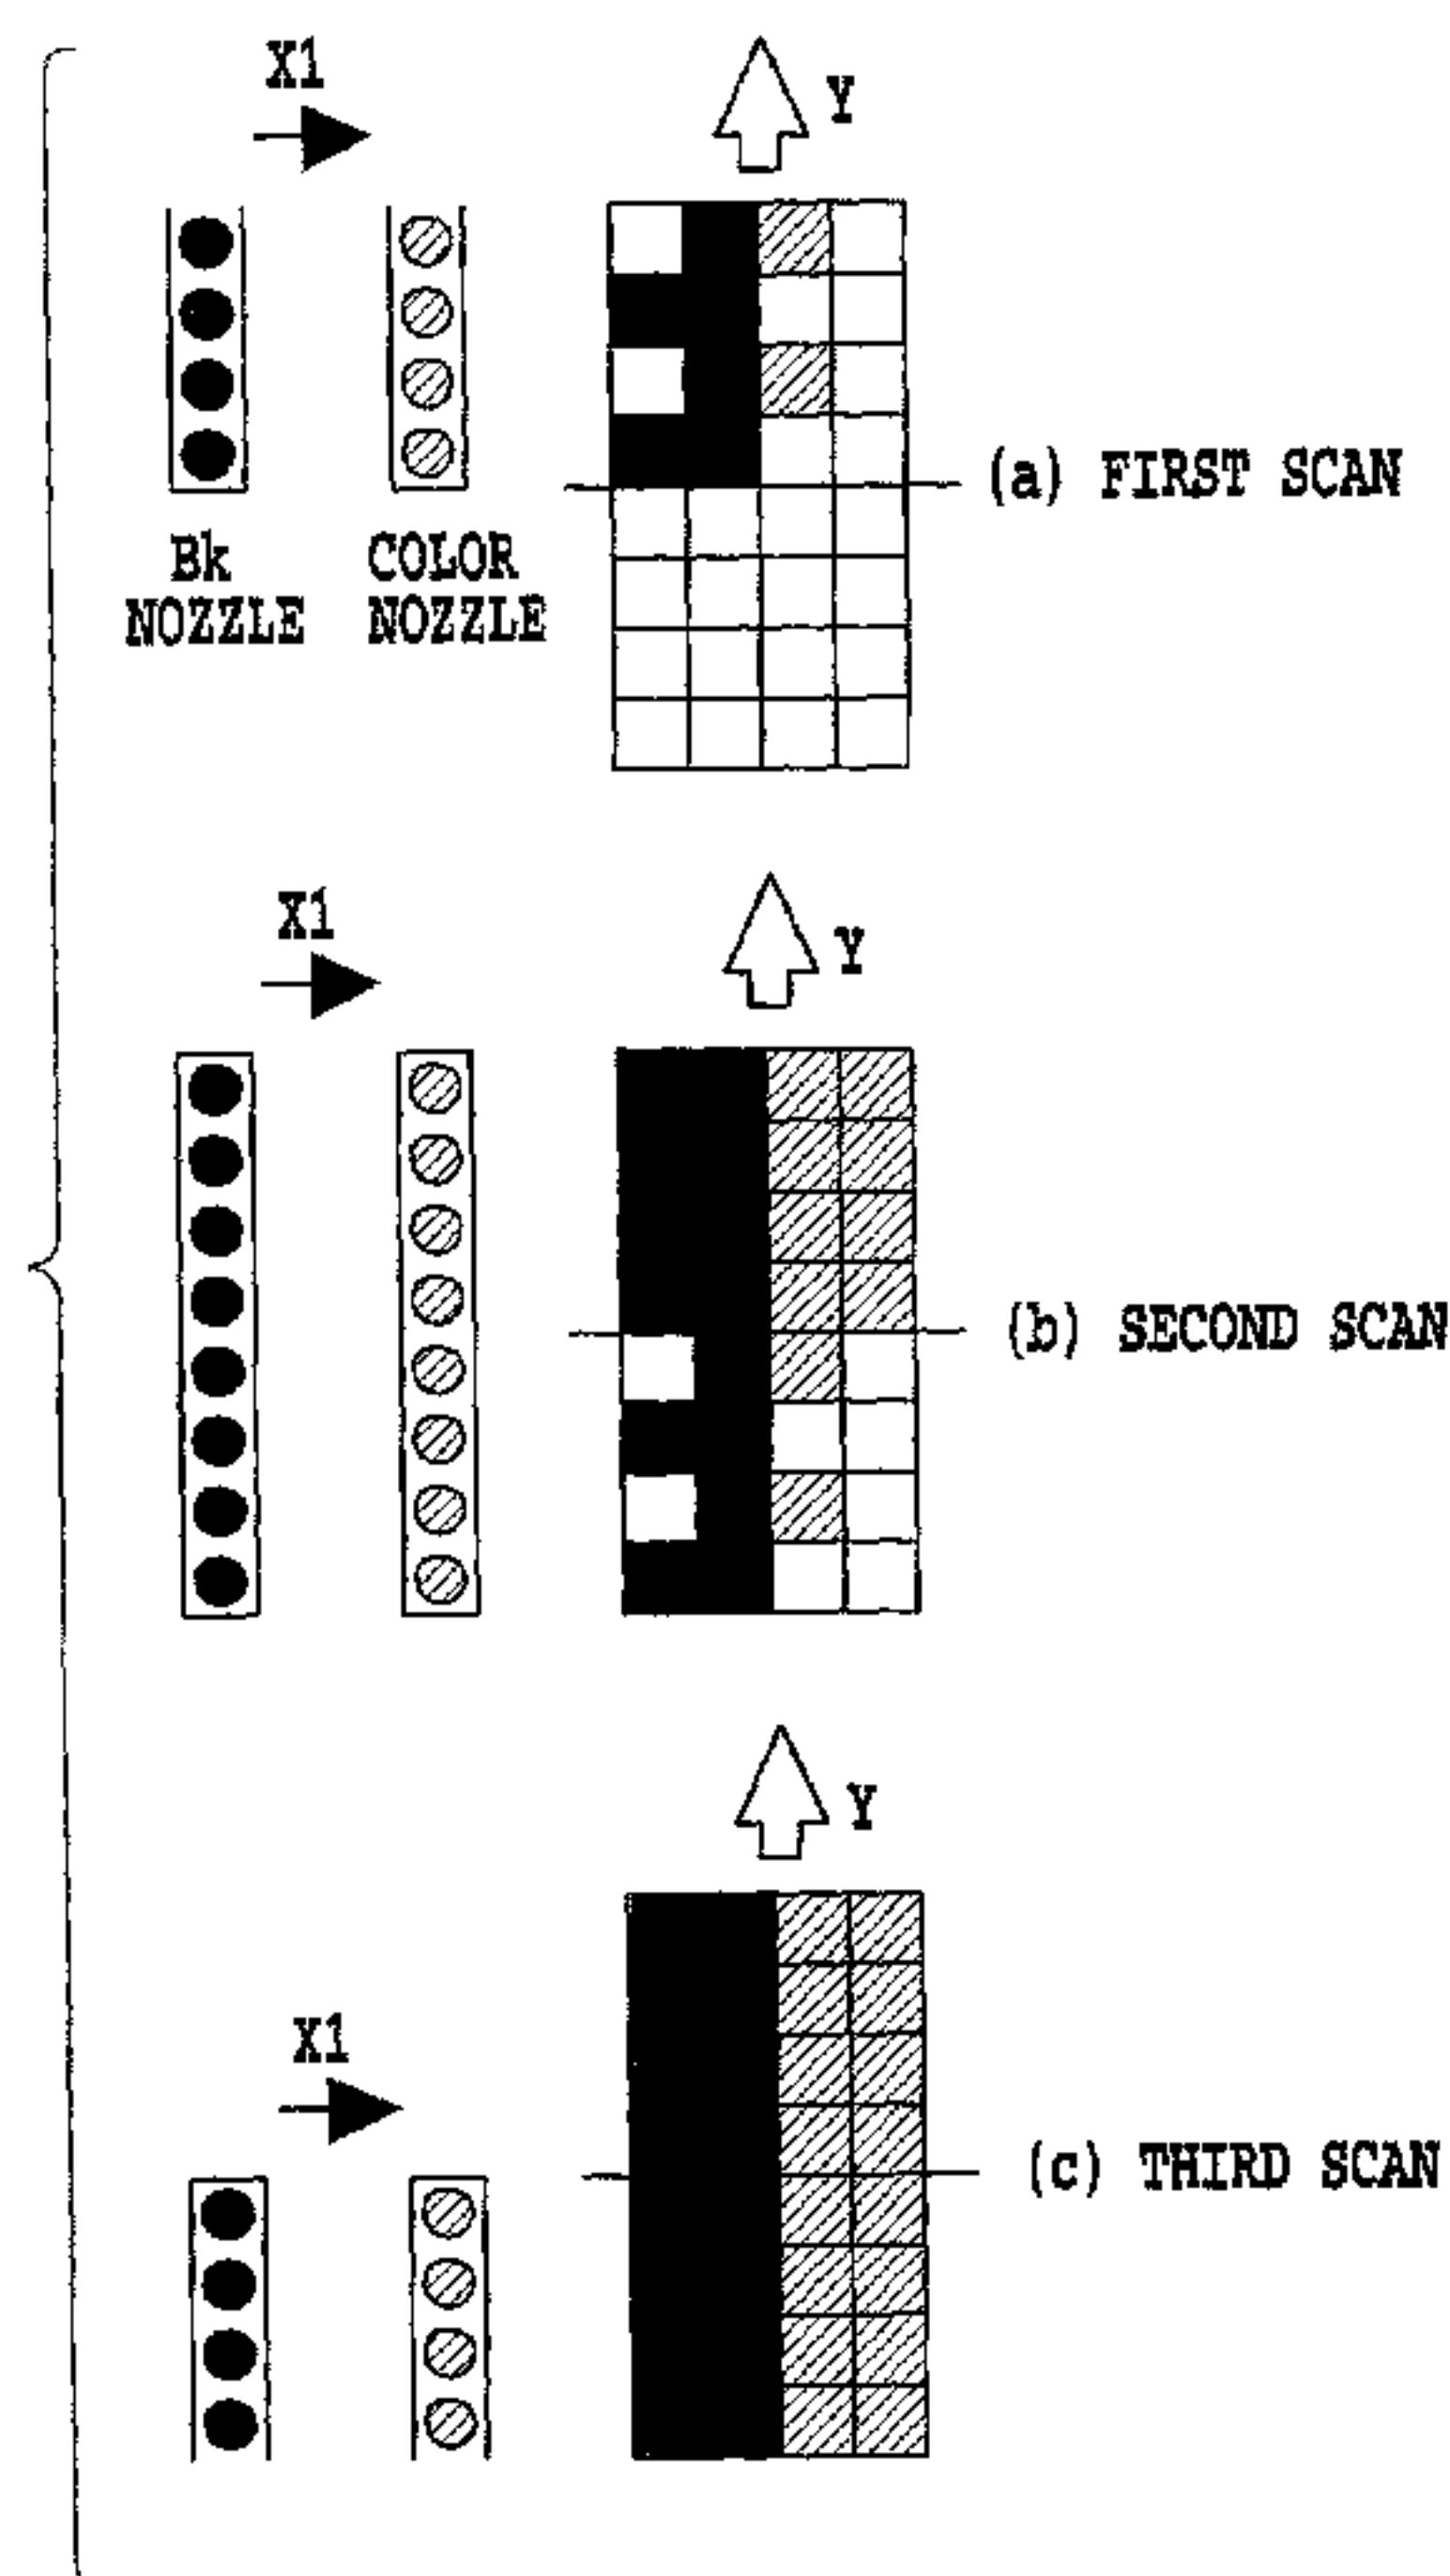 X1
Y
(a) FIRST SCAN
Bk
NOZZLE
COLOR
NOZZLE
X1
Y
(b) SECOND SCAN
Y
X1
(c) THIRD SCAN